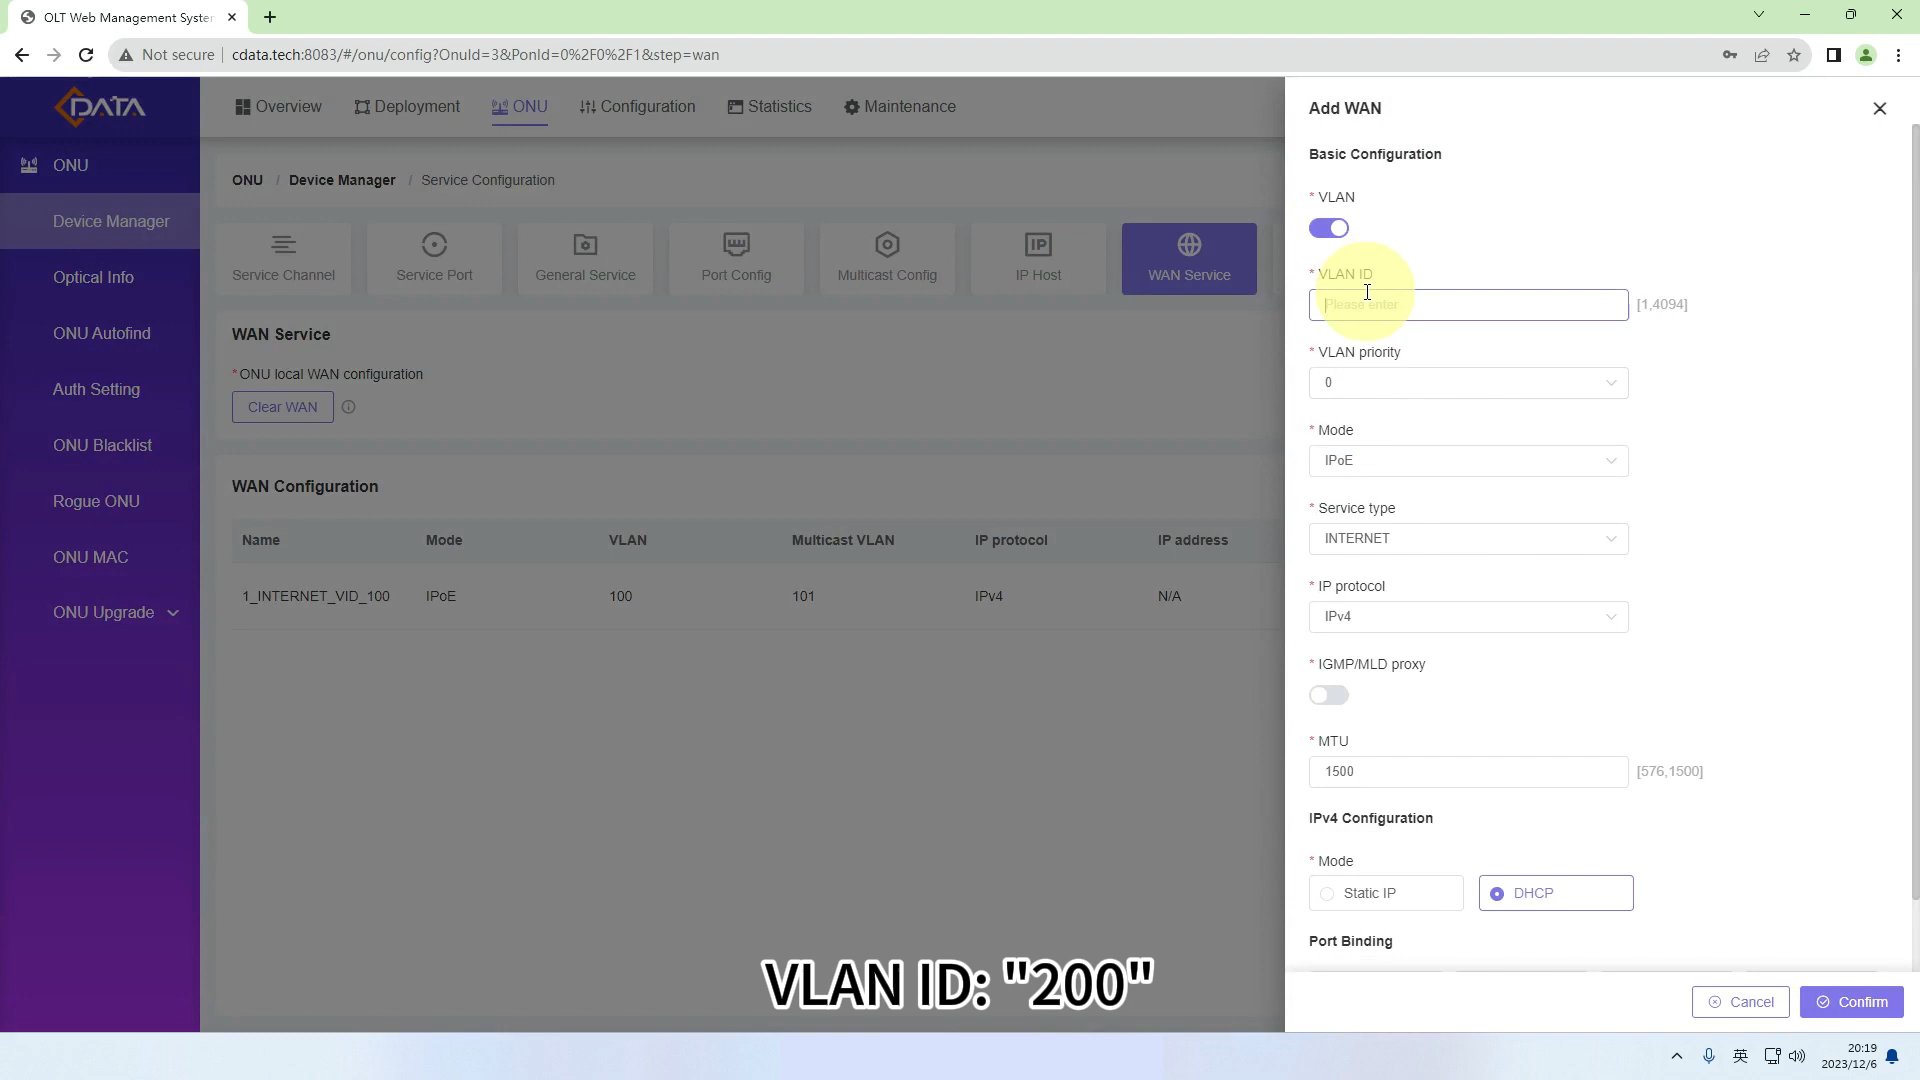 OLT Web Management Syster
Not secure
cdata.tech:8083/#/onu/config?OnuId=3&PonId=0%2F0%2F1&step=wan
DATA
Overview
Deployment
ONU
Configuration
Statistics
Maintenance
ONU
Device Manager
Optical Info
ONU Autofind
Auth Setting
ONU Blacklist
Rogue ONU
ONU MAC
ONU Upgrade
ONU / Device Manager / Service Configuration
Service Channel
Service Port
General Service
Port Config
Multicast Config
IP
IP Host
WAN Service
WAN Service
* ONU local WAN configuration
Clear WAN
WAN Configuration
Name Mode VLAN Multicast VLAN IP protocol IP address
1_INTERNET_VID_100 IPoE 100 101 IPv4 N/A
Add WAN
Basic Configuration
* VLAN
* VLAN ID
Please enter [1,4094]
* VLAN priority
0
* Mode
IPoE
* Service type
INTERNET
* IP protocol
IPv4
* IGMP/MLD proxy
* MTU
1500 [576,1500]
IPv4 Configuration
* Mode
Static IP DHCP
Port Binding
Cancel Confirm
VLAN ID: "200"
英
20:19
2023/12/6